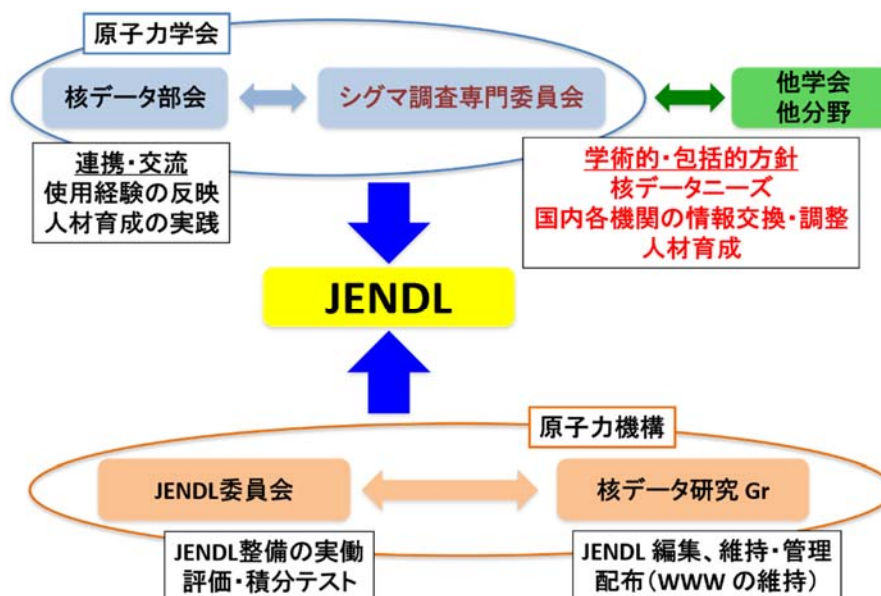 原子力学会
核データ部会
シグマ調査専門委員会
他学会
他分野
連携・交流
使用経験の反映
人材育成の実践
学術的・包括的方針
核データニーズ
国内各機関の情報交換・調整
人材育成
JENDL
原子力機構
JENDL委員会
核データ研究 Gr
JENDL整備の実働
評価・積分テスト
JENDL 編集、維持・管理
配布（WWW の維持）